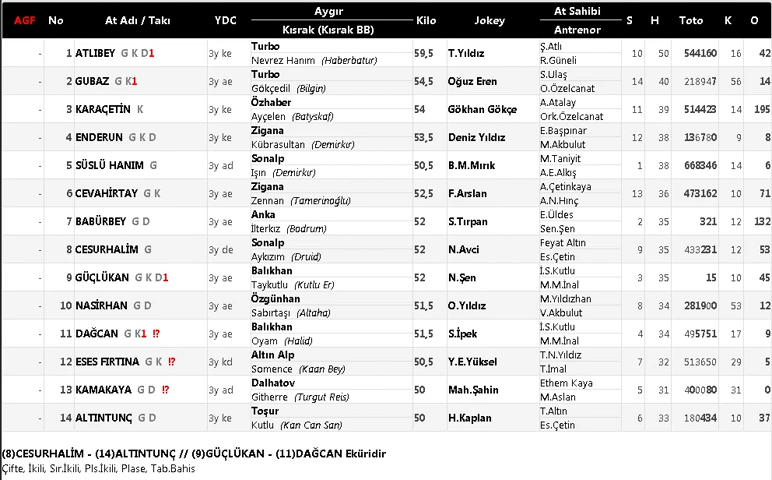 AGF No At Adı / Takı YDC Aygır Kısrak (Kısrak BB) Kilo Jokey At Sahibi Antrenor S H Toto K O
- 1 ATLIBEY G K D1 3y ke Turbo Nevrez Hanım (Haberbatur) 59,5 T.Yıldız Ş.Atlı R.Güneli 10 50 544160 16 42
- 2 GUBAZ G K1 3y ae Turbo Gökçedil (Bilgin) 54,5 Oğuz Eren S.Ulaş O.Özelcanat 14 40 218947 56 14
- 3 KARAÇETİN K 3y ke Özhaber Ayçelen (Batyskaf) 54 Gökhan Gökçe A.Atalay Ork.Özelcanat 11 39 514423 14 195
- 4 ENDERUN G K D 3y ke Zigana Kübrasultan (Demirkır) 53,5 Deniz Yıldız E.Başpınar M.Akbulut 12 38 136780 9 8
- 5 SÜSLÜ HANIM G 3y ad Sonalp Işın (Demirkır) 50,5 B.M.Mırık M.Taniyit A.E.Alkış 1 38 668346 14 6
- 6 CEVAHİRTAY G K 3y ae Zigana Zennan (Tamerinoğlu) 52,5 F.Arslan A.Çetinkaya A.N.Hınç 13 36 473162 10 71
- 7 BABÜRBEY G D 3y ae Anka İlterkız (Bodrum) 52 S.Tırpan E.Üldes Sen.Şen 2 35 321 12 132
- 8 CESURHALİM G 3y de Sonalp Aykızım (Druid) 52 N.Avci Feyat Altın Es.Çetin 9 35 433231 12 53
- 9 GÜÇLÜKAN G K D1 3y ae Balıkhan Taykutlu (Kutlu Er) 52 N.Şen İ.S.Kutlu M.M.İnal 3 35 15 10 45
- 10 NASİRHAN G D 3y ae Özgünhan Sabırtaşı (Altaha) 51,5 O.Yıldız M.Yıldızhan V.Akbulut 8 34 281900 53 12
- 11 DAĞCAN G K1 !? 3y ae Balıkhan Oyam (Halid) 51,5 S.İpek İ.S.Kutlu M.M.İnal 4 34 495751 17 9
- 12 ESES FIRTINA G K !? 3y kd Altın Alp Somence (Kaan Bey) 50,5 Y.E.Yüksel T.N.Yıldız T.İmal 7 32 513650 29 5
- 13 KAMAKAYA G D !? 3y ad Dalhatov Githerre (Turgut Reis) 50 Mah.Şahin Ethem Kaya M.Aslan 5 31 400080 31 0
- 14 ALTINTUNÇ G D 3y ke Toşur Kutlu (Kan Can San) 50 H.Kaplan T.Altın Es.Çetin 6 33 180434 10 37
(8)CESURHALİM - (14)ALTINTUNÇ // (9)GÜÇLÜKAN - (11)DAĞCAN Eküridir
Çifte, İkili, Sır.İkili, Pls.İkili, Plase, Tab.Bahis